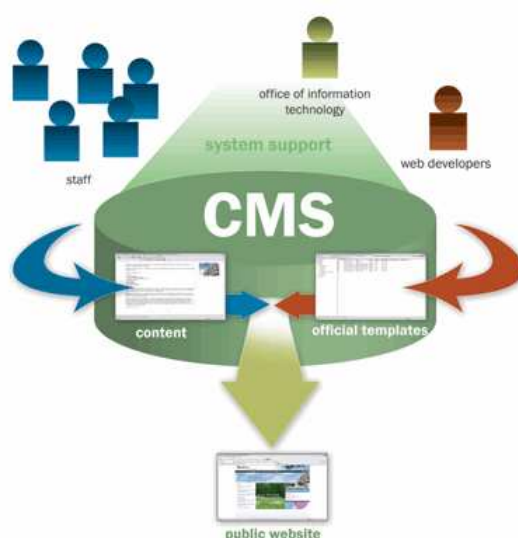 office of information
technology
system support
web developers
staff
CMS
content
official templates
public website